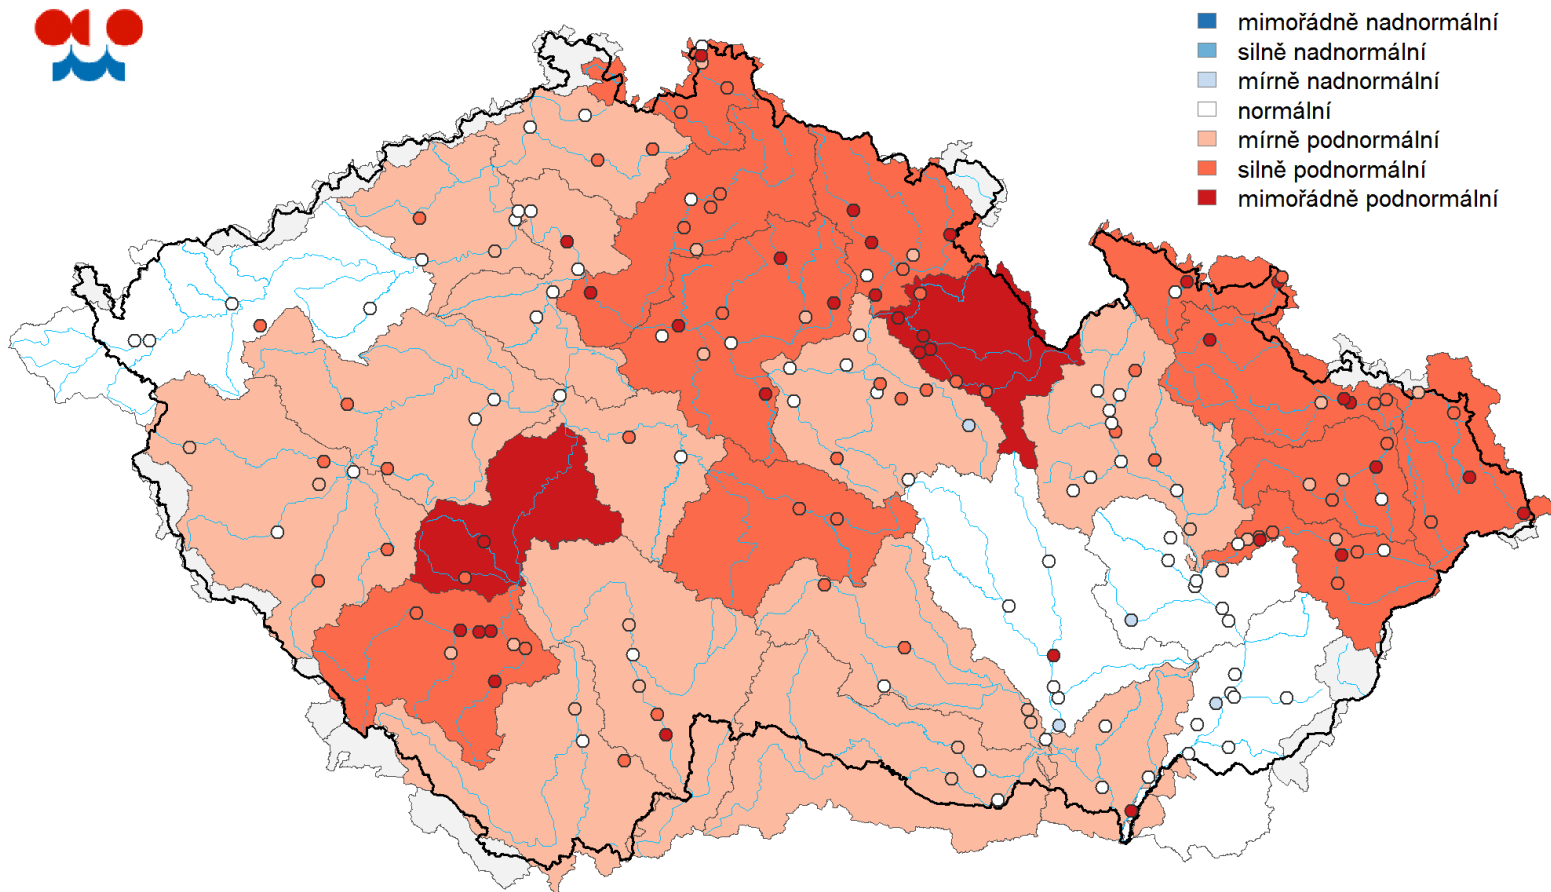 mimořádně nadnormální
silně nadnormální
mírně nadnormální
normální
mírně podnormální
silně podnormální
mimořádně podnormální